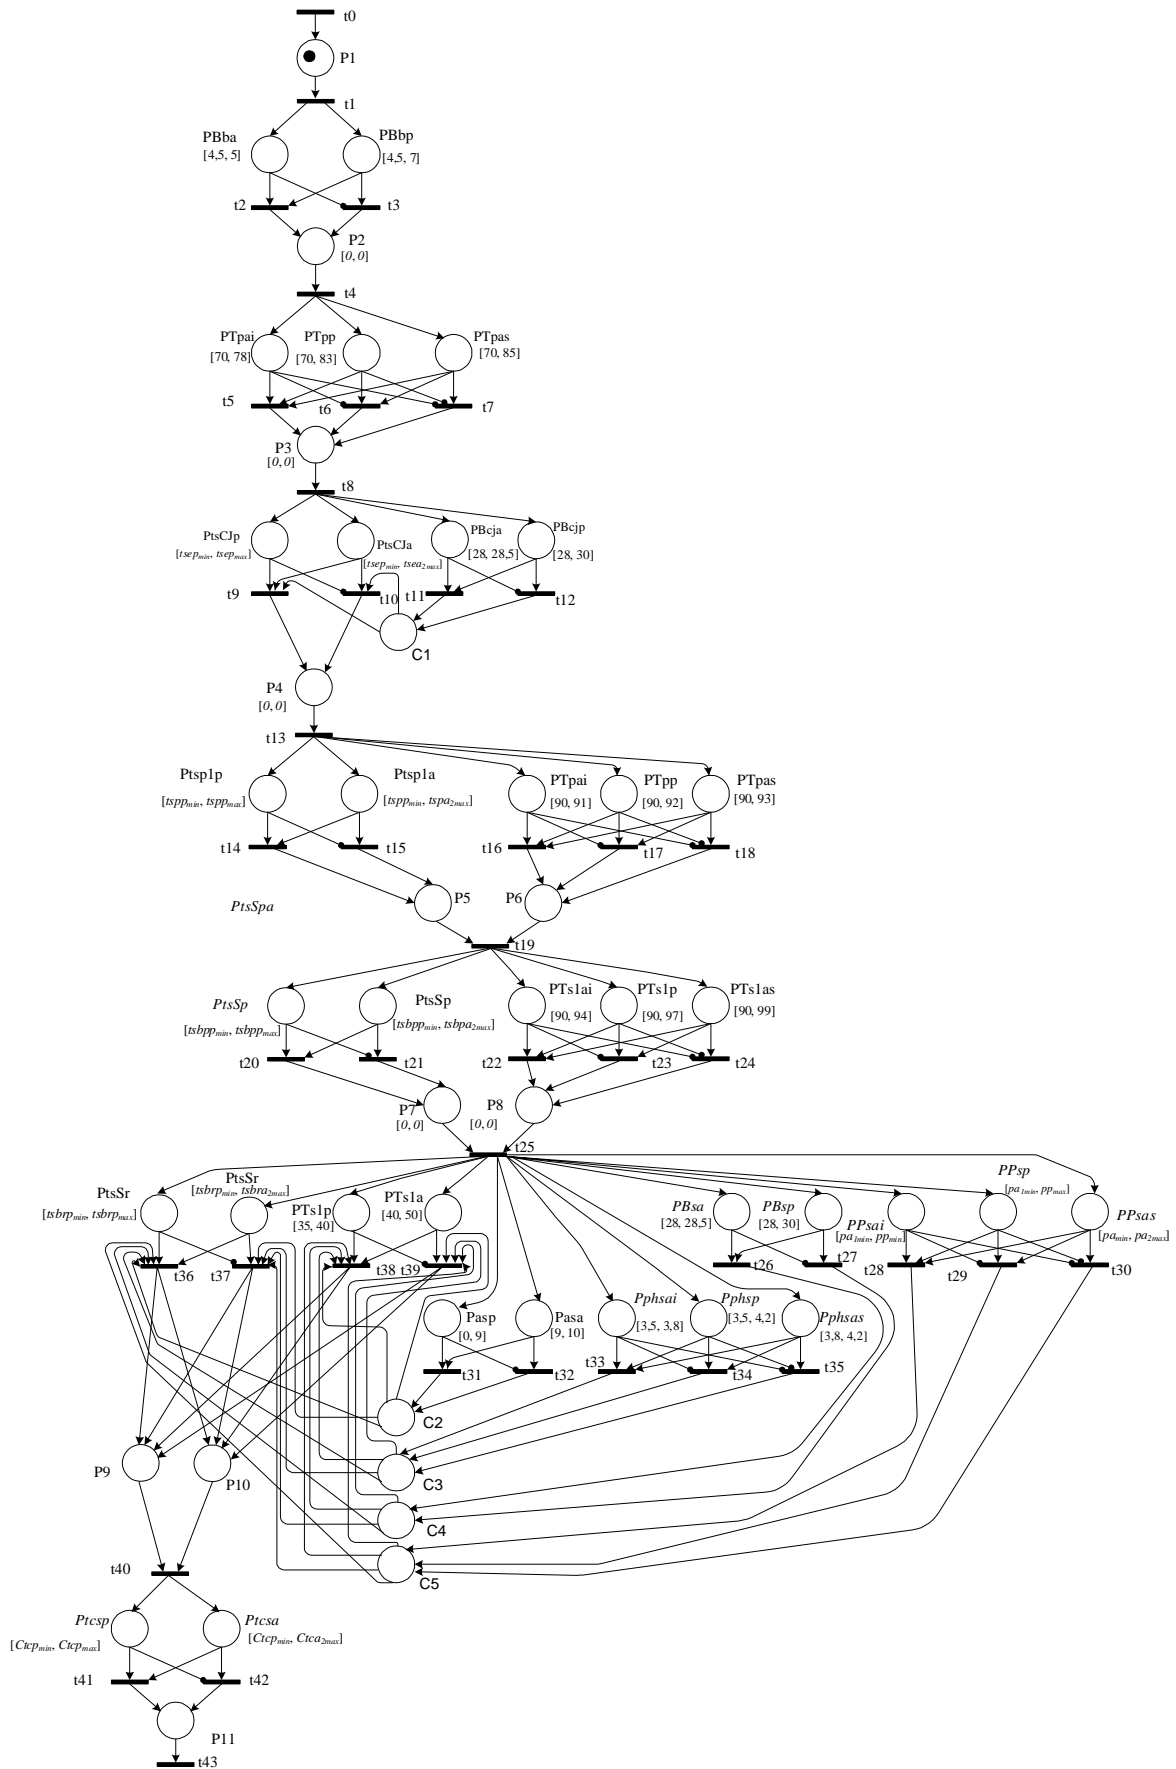 t0
P1
t1
PBba
PBbp
[4,5, 5]
[4,5, 7]
t2
t3
P2
[0, 0]
t4
PTpai
PTpp
PTpas
[70, 78]
[70, 83]
[70, 85]
t5
t6
t7
P3
[0, 0]
t8
PtsCJp
PtsCJa
PBcja
PBcjp
[tsepmin, tsepmax]
[tsepmin, tsea2max]
[28, 28,5]
[28, 30]
t9
t10
t11
t12
C1
P4
[0, 0]
t13
Ptsp1p
Ptsp1a
PTpai
PTpp
PTpas
[tsppmin, tsppmax]
[tsppmin, tspa2max]
[90, 91]
[90, 92]
[90, 93]
t14
t15
t16
t17
t18
PtsSpa
P5
P6
t19
PtsSp
PtsSp
PTs1ai
PTs1p
PTs1as
[tsbppmin, tsbppmax]
[tsbppmin, tsbpa2max]
[90, 94]
[90, 97]
[90, 99]
t20
t21
t22
t23
t24
P7
[0, 0]
P8
[0, 0]
t25
PtsSr
PtsSr
PTs1p
PTs1a
PBsa
PBsp
PPsai
PPsp
PPsas
[tsbrpmin, tsbrpmax]
[tsbrpmin, tsbra2max]
[35, 40]
[40, 50]
[28, 28,5]
[28, 30]
[pa1min, ppmin]
[pa1min, ppmax]
[pamin, pa2max]
t36
t37
t38
t39
t26
t27
t28
t29
t30
Pasp
Pasa
Pphsai
Pphsp
Pphsas
[0, 9]
[9, 10]
[3,5, 3,8]
[3,5, 4,2]
[3,8, 4,2]
t31
t32
t33
t34
t35
C2
C3
C4
C5
P9
P10
t40
Ptcsp
Ptcsa
[Ctcpmin, Ctcpmax]
[Ctcpmin, Ctca2max]
t41
t42
P11
t43